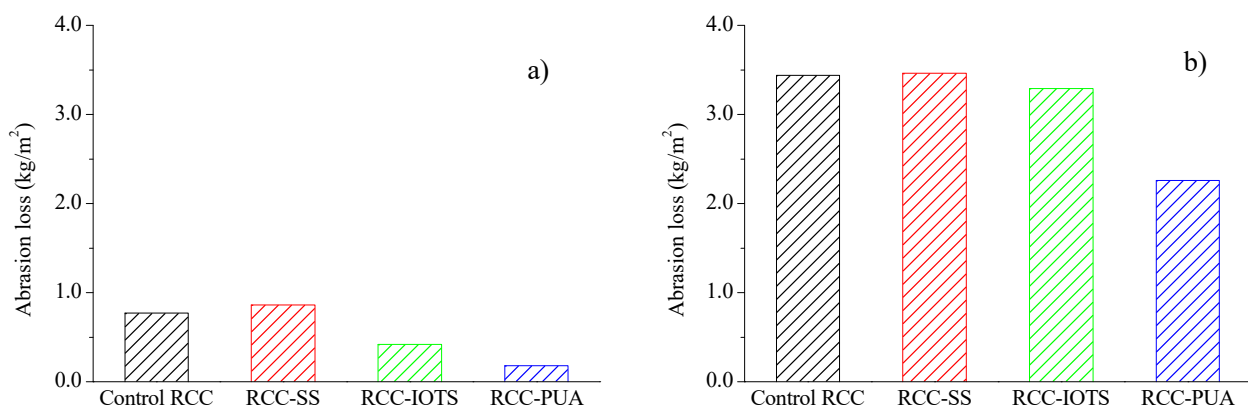 4.0
3.0
2.0
1.0
0.0
Abrasion loss (kg/m²)
a)
Control RCC RCC-SS RCC-IOTS RCC-PUA
4.0
3.0
2.0
1.0
0.0
Abrasion loss (kg/m²)
b)
Control RCC RCC-SS RCC-IOTS RCC-PUA